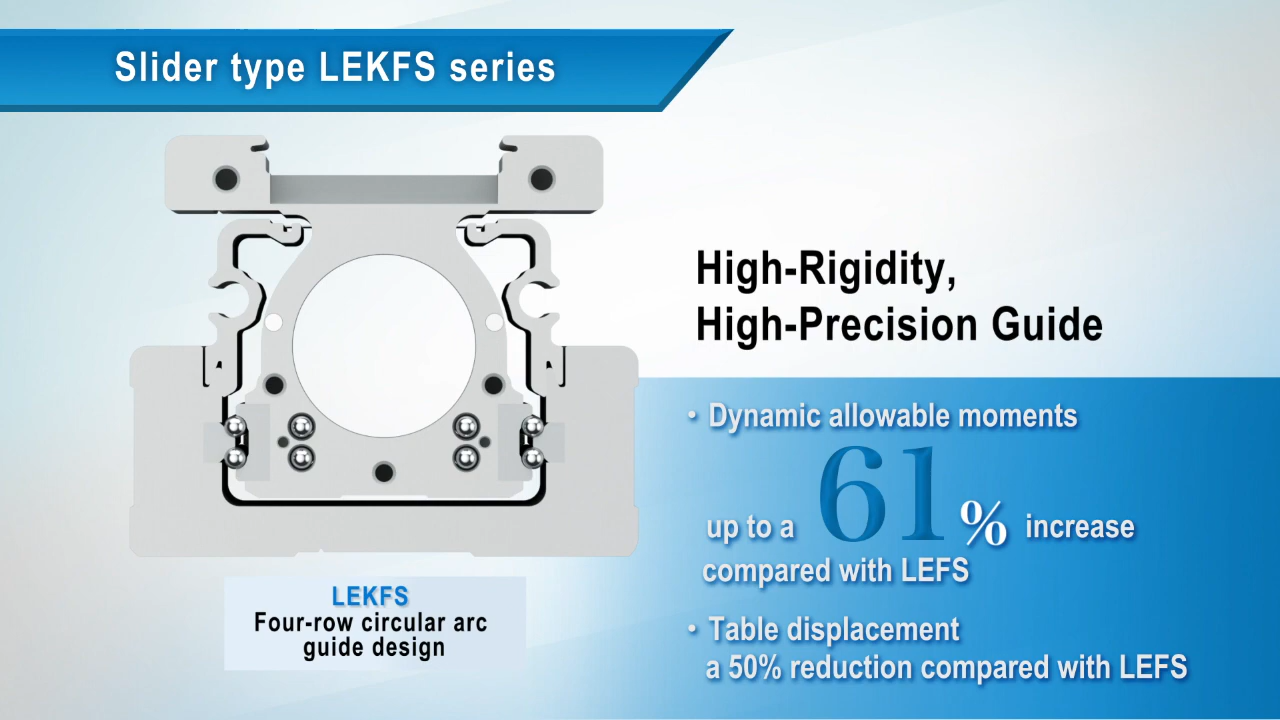 Slider type LEKFS series
High-Rigidity,
High-Precision Guide
• Dynamic allowable moments
up to a 61% increase
compared with LEFS
• Table displacement
a 50% reduction compared with LEFS
LEKFS
Four-row circular arc
guide design